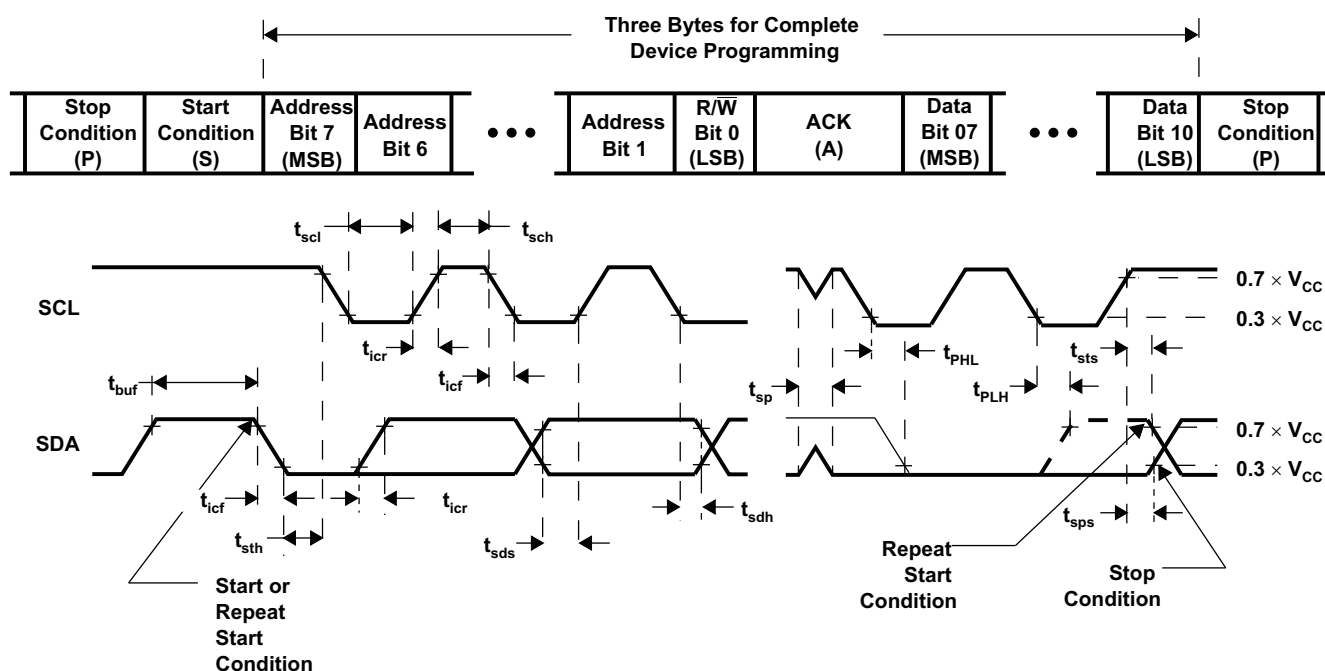 Three Bytes for Complete
Device Programming
Stop
Condition
(P)
Start
Condition
(S)
Address
Bit 7
(MSB)
Address
Bit 6
•••
Address
Bit 1
R/W̅
Bit 0
(LSB)
ACK
(A)
Data
Bit 07
(MSB)
•••
Data
Bit 10
(LSB)
Stop
Condition
(P)
tscl
tsch
SCL
0.7 × VCC
0.3 × VCC
ticr
tPHL
tsts
tbuf
ticf
tsp
tPLH
SDA
0.7 × VCC
0.3 × VCC
ticf
ticr
tsdh
tsth
tsds
tsps
Start or
Repeat
Start
Condition
Repeat
Start
Condition
Stop
Condition